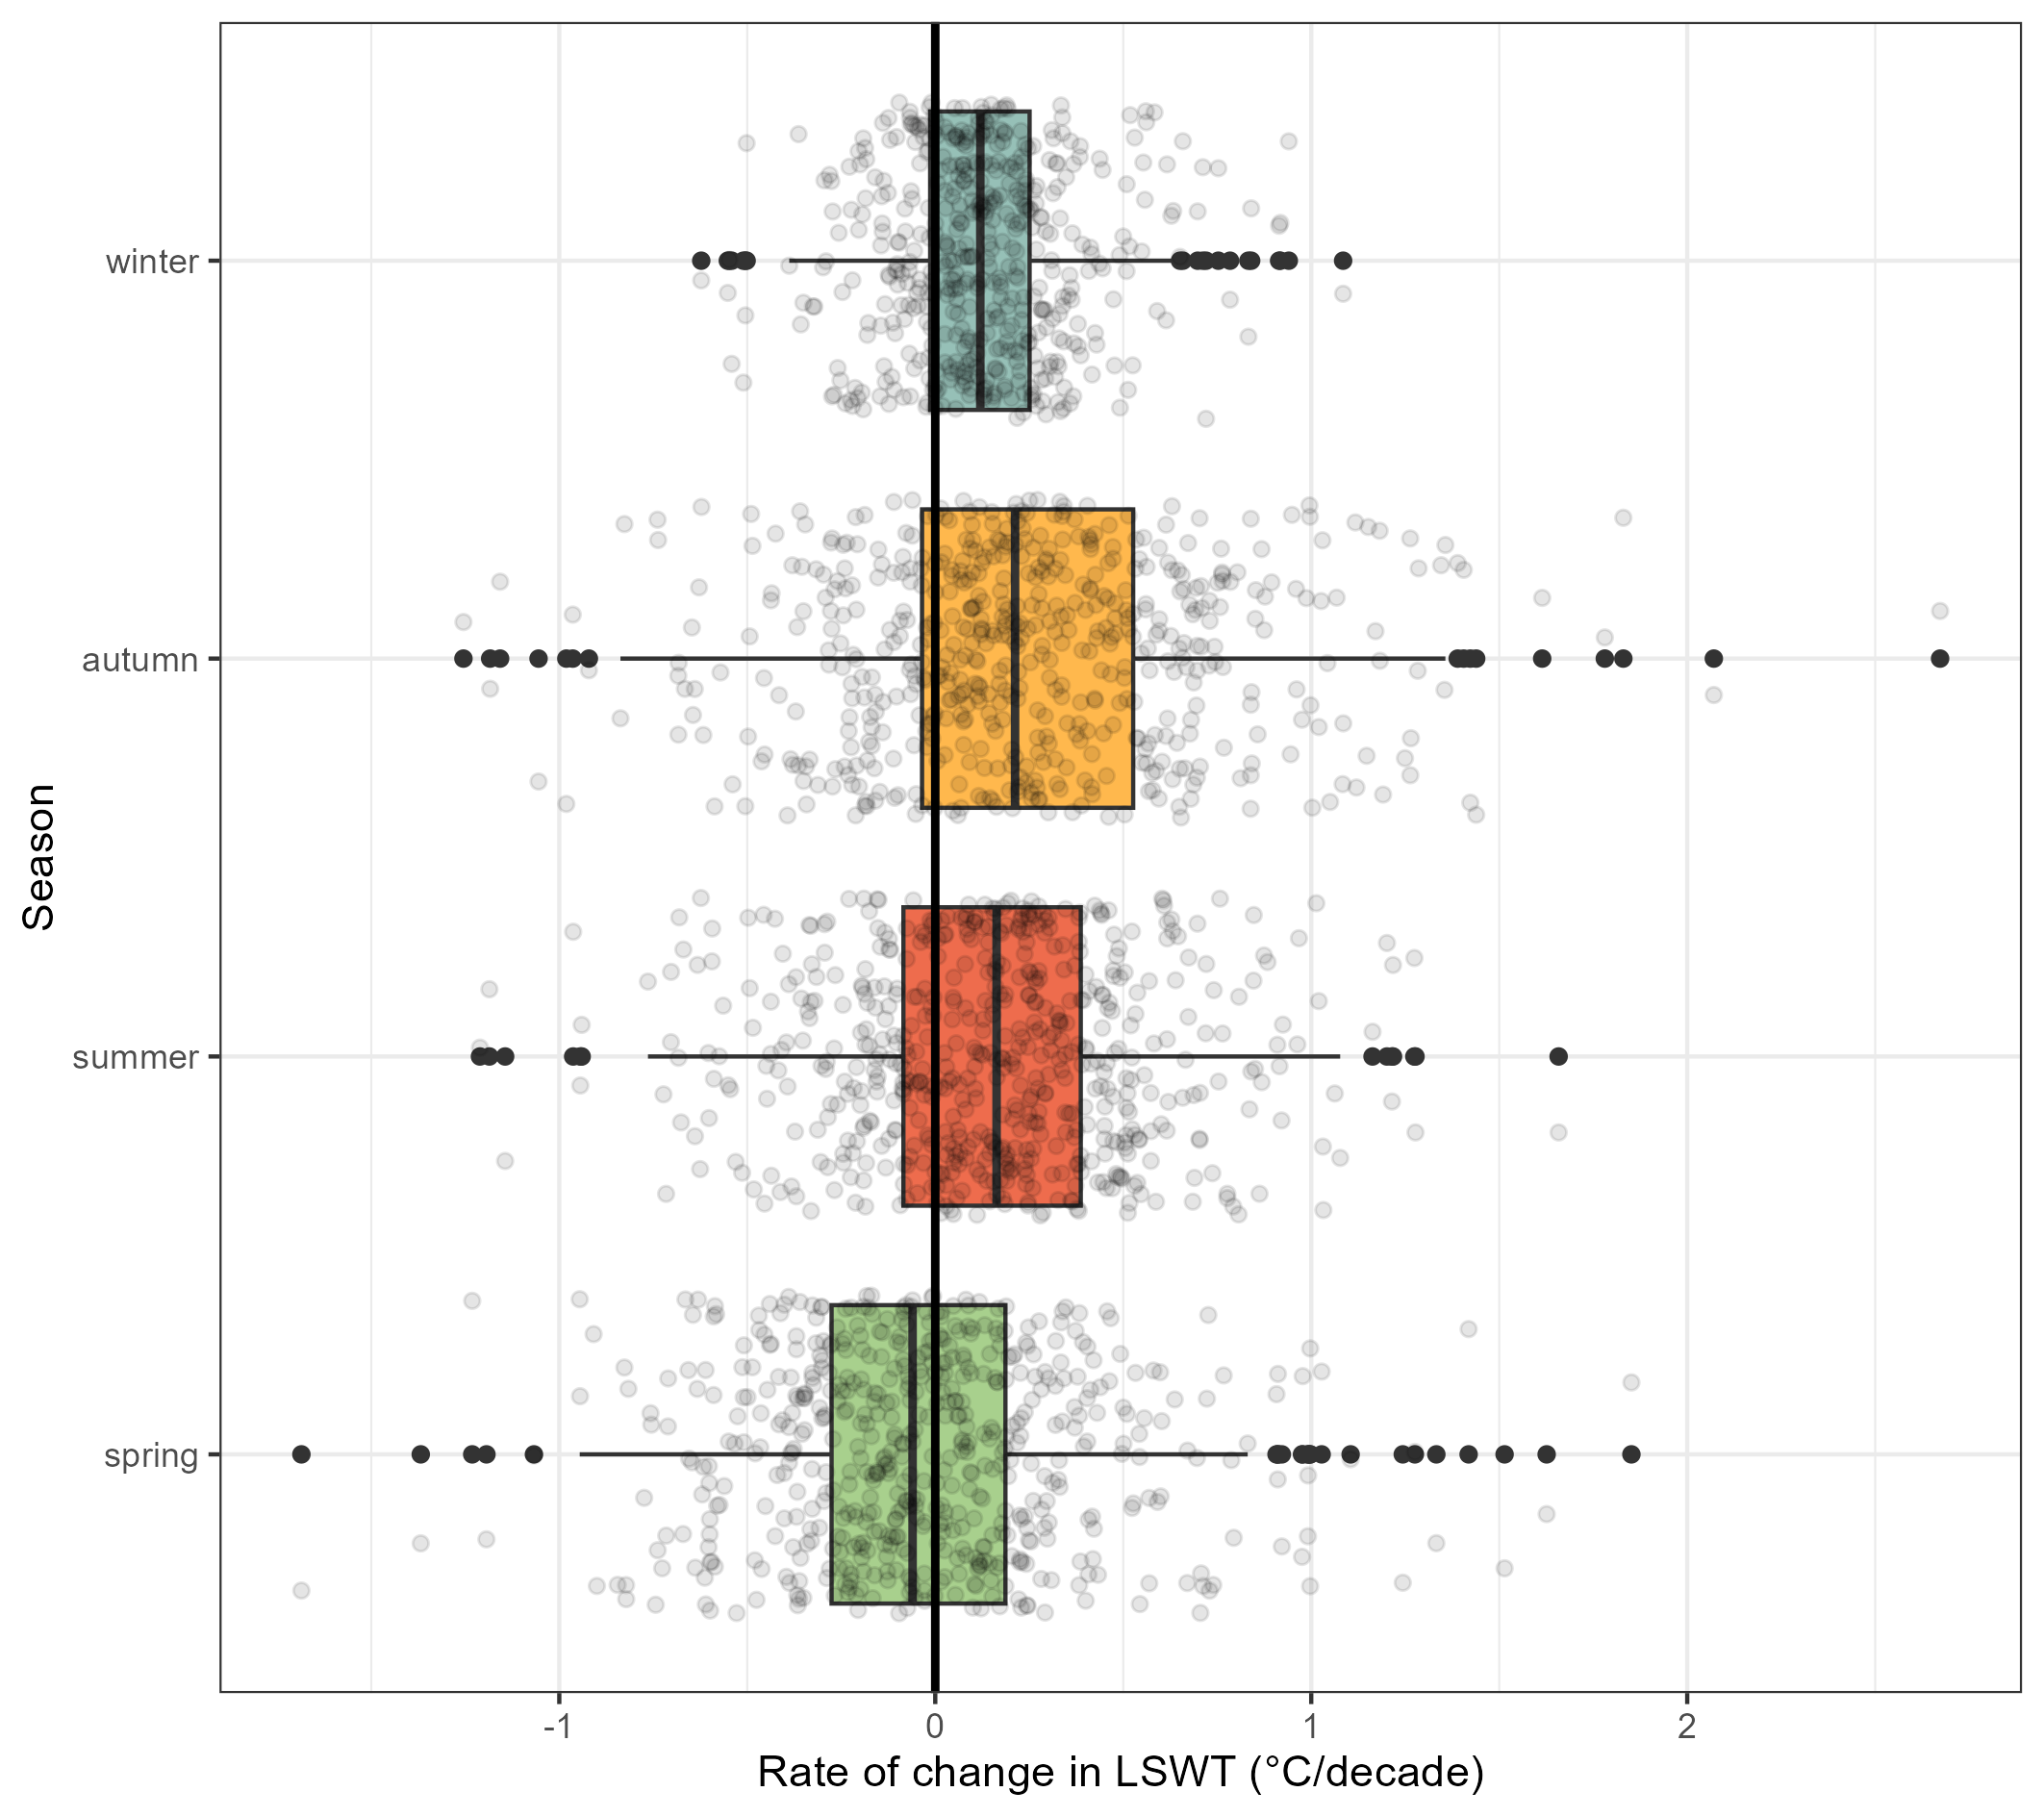 winter
autumn
summer
spring
Season
-1 0 1 2
Rate of change in LSWT (°C/decade)